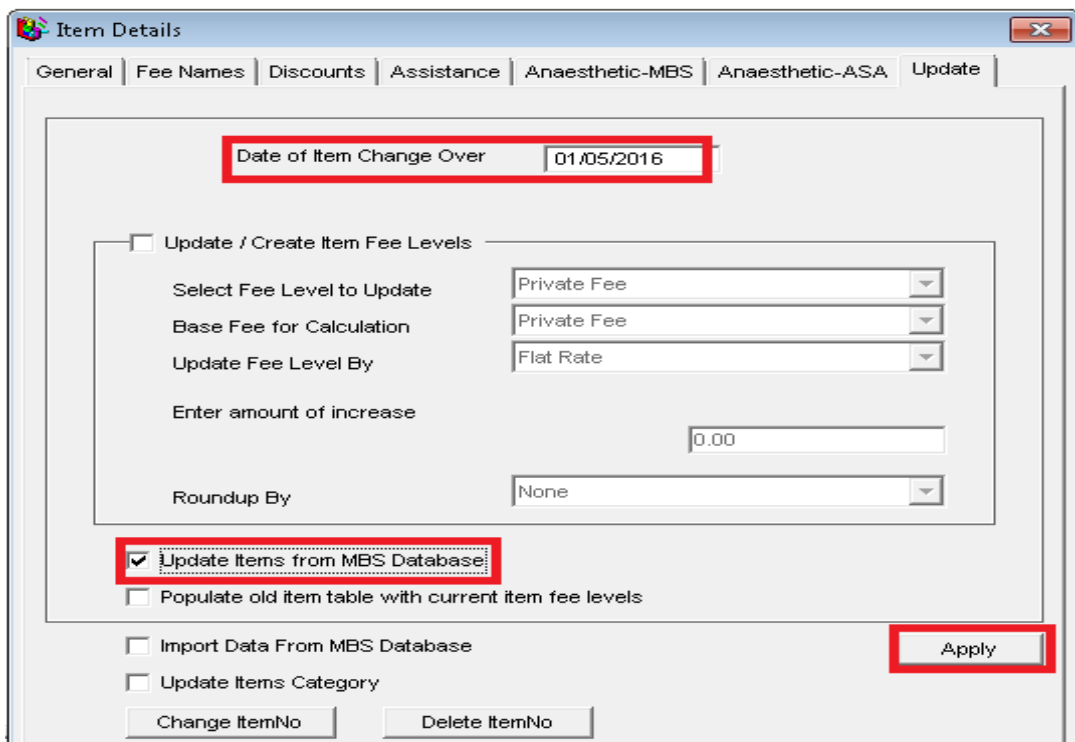 Item Details
General Fee Names Discounts Assistance Anaesthetic-MBS Anaesthetic-ASA Update
Date of Item Change Over 01/05/2016
Update / Create Item Fee Levels
Select Fee Level to Update Private Fee
Base Fee for Calculation Private Fee
Update Fee Level By Flat Rate
Enter amount of increase
0.00
Roundup By None
Update Items from MBS Database
Populate old item table with current item fee levels
Import Data From MBS Database Apply
Update Items Category
Change ItemNo Delete ItemNo